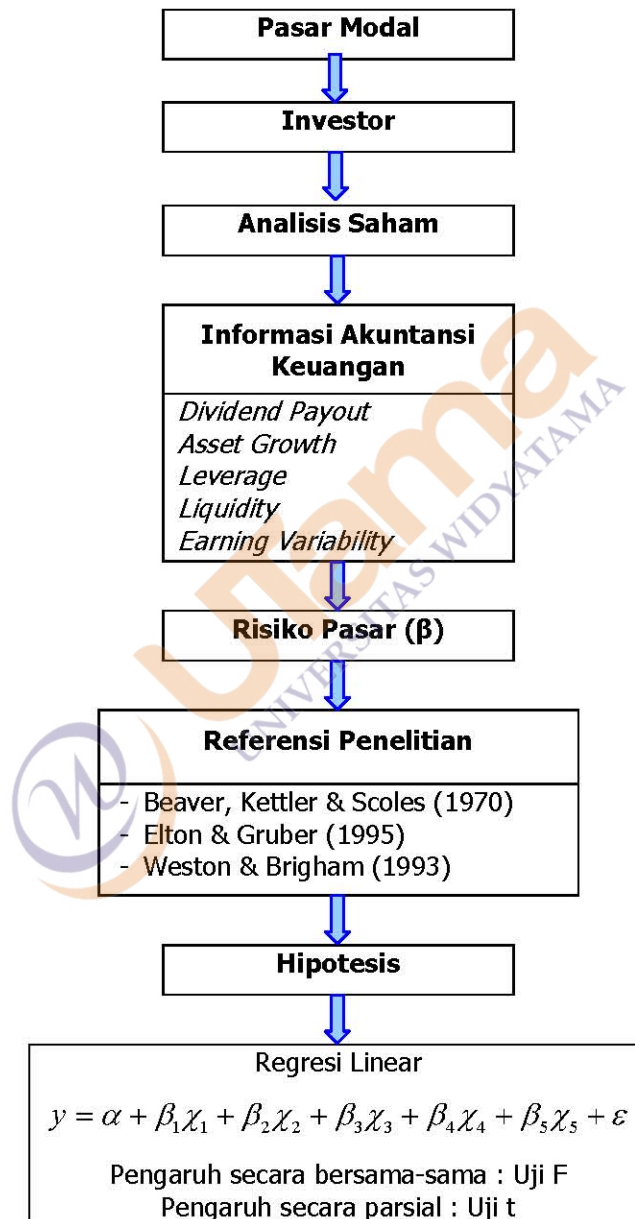 Pasar Modal
Investor
Analisis Saham
Informasi Akuntansi
Keuangan
Dividend Payout
Asset Growth
Leverage
Liquidity
Earning Variability
Risiko Pasar (β)
Referensi Penelitian
- Beaver, Kettler & Scoles (1970)
- Elton & Gruber (1995)
- Weston & Brigham (1993)
Hipotesis
Regresi Linear
y = α + β₁χ₁ + β₂χ₂ + β₃χ₃ + β₄χ₄ + β₅χ₅ + ε
Pengaruh secara bersama-sama : Uji F
Pengaruh secara parsial : Uji t
Utama
UNIVERSITAS WIDYATAMA